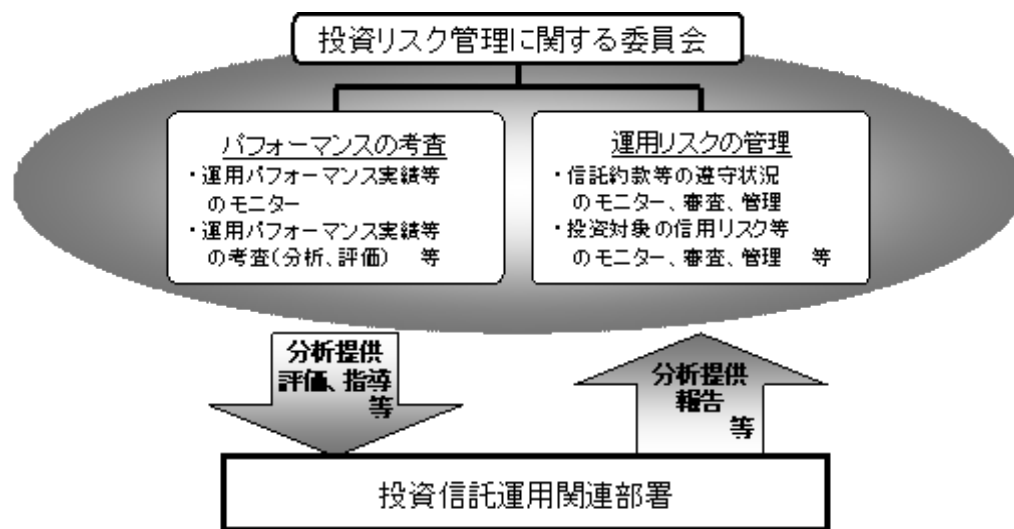 投資リスク管理に関する委員会
パフォーマンスの考査
・運用パフォーマンス実績等
のモニター
・運用パフォーマンス実績等
の考査(分析、評価) 等
運用リスクの管理
・信託約款等の遵守状況
のモニター、審査、管理
・投資対象の信用リスク等
のモニター、審査、管理 等
分析提供
評価、指導
等
分析提供
報告
等
投資信託運用関連部署